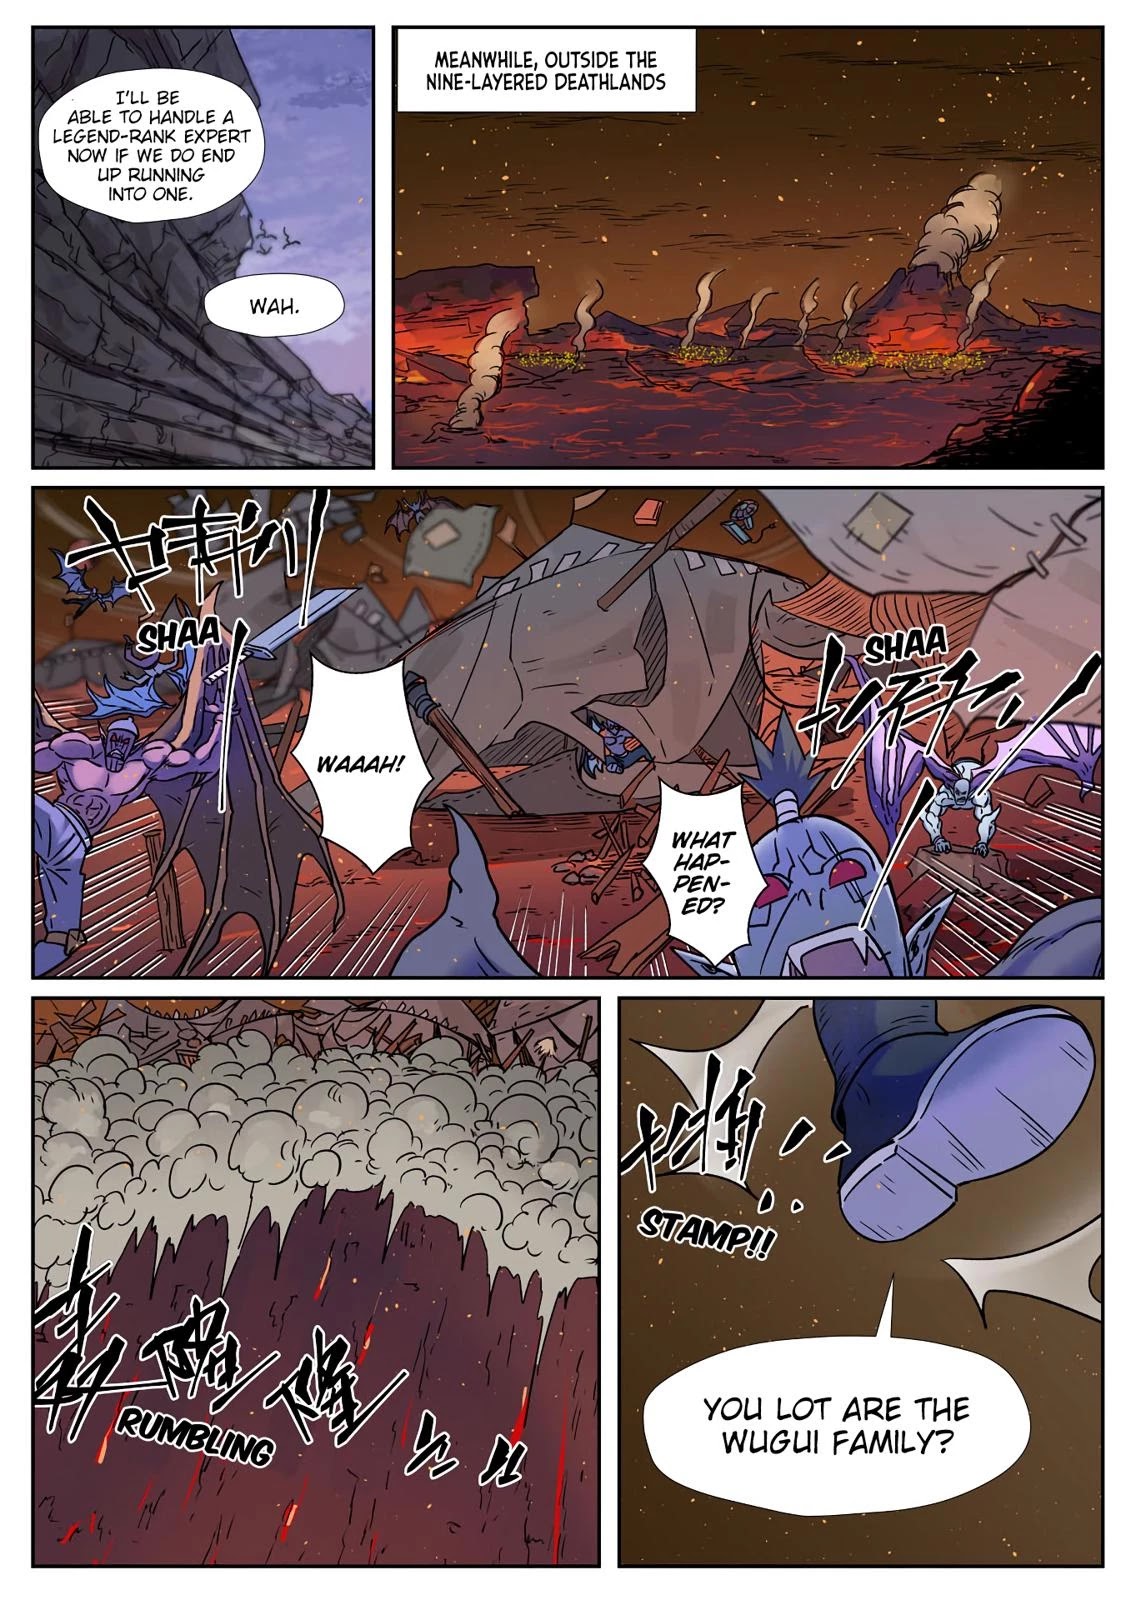 I'LL BE
ABLE TO HANDLE A
LEGEND-RANK EXPERT
NOW IF WE DO END
UP RUNNING
INTO ONE.
WAH.
MEANWHILE, OUTSIDE THE
NINE-LAYERED DEATHLANDS
SHAA
SHAA
WAAAH!
WHAT
HAP-
PEN-
ED?
RUMBLING
STAMP!!
YOU LOT ARE THE
WUGUI FAMILY?